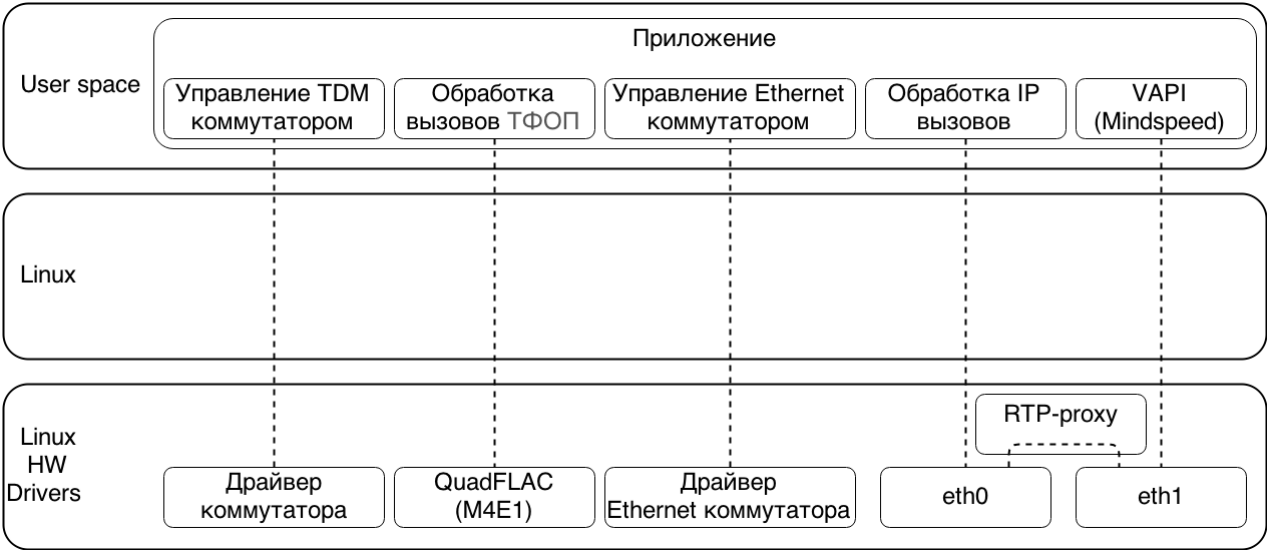 Приложение
User space
Управление TDM
коммутатором
Обработка
вызовов ТФОП
Управление Ethernet
коммутатором
Обработка IP
вызовов
VAPI
(Mindspeed)
Linux
Linux
HW
Drivers
RTP-proxy
Драйвер
коммутатора
QuadFLAC
(M4E1)
Драйвер
Ethernet коммутатора
eth0
eth1